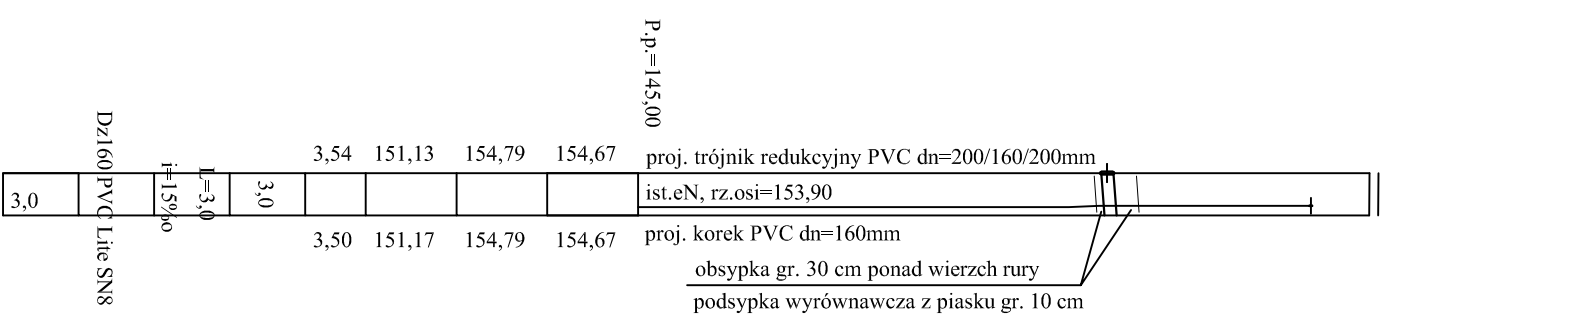 P.p.=145,00
3,54 151,13 154,79 154,67 proj. trójnik redukcyjny PVC dn=200/160/200mm
3,0
Dz160 PVC Lite SN8
i=15‰
L=3,0
3,0
ist.eN, rz.osi=153,90
3,50 151,17 154,79 154,67 proj. korek PVC dn=160mm
obsypka gr. 30 cm ponad wierzch rury
podsypka wyrównawcza z piasku gr. 10 cm